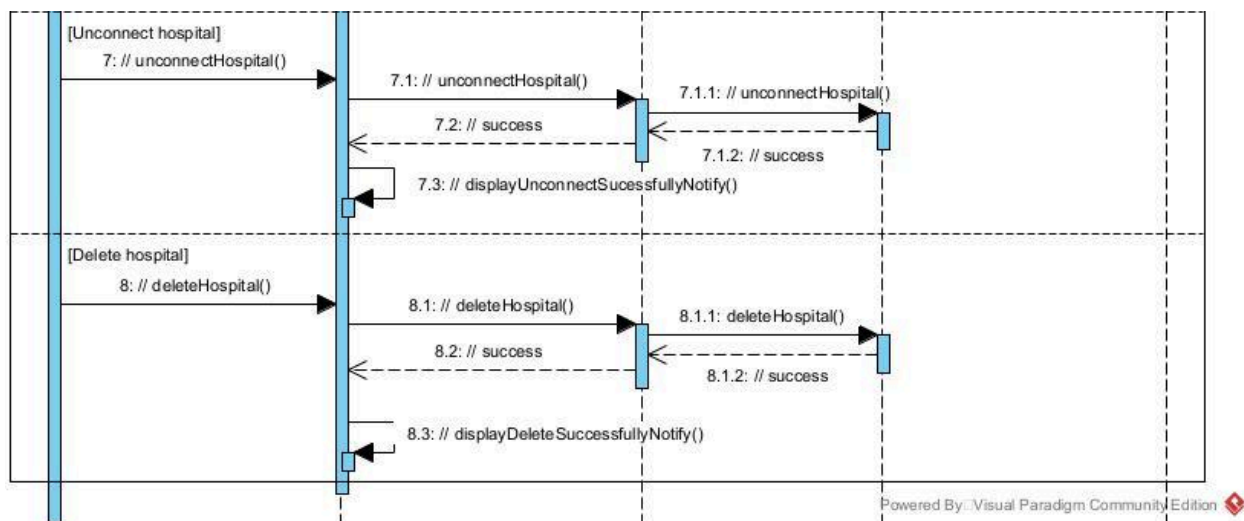 [Unconnect hospital]
7: // unconnectHospital()
7.1: // unconnectHospital()
7.1.1: // unconnectHospital()
7.2: // success
7.1.2: // success
7.3: // displayUnconnectSucessfullyNotify()
[Delete hospital]
8: // deleteHospital()
8.1: // deleteHospital()
8.1.1: deleteHospital()
8.2: // success
8.1.2: // success
8.3: // displayDeleteSuccessfullyNotify()
Powered By Visual Paradigm Community Edition